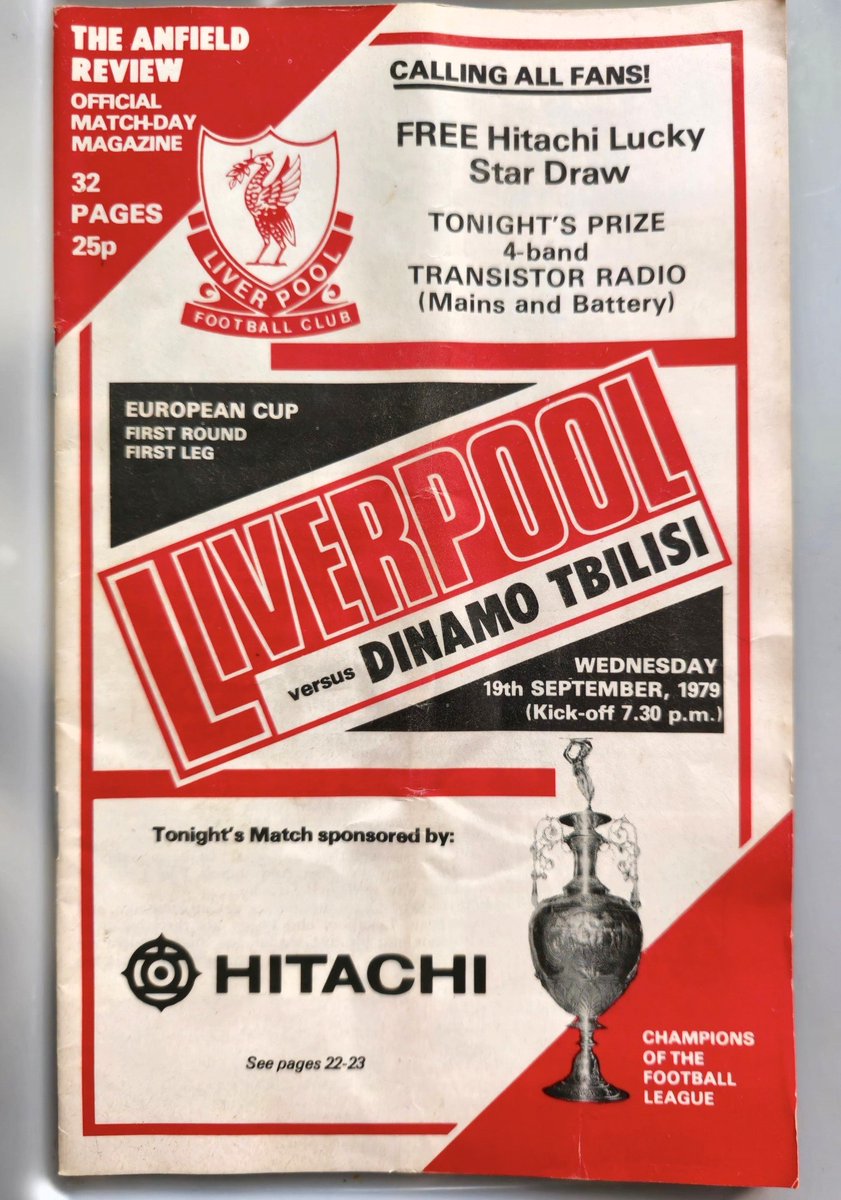 THE ANFIELD
REVIEW
OFFICIAL
MATCH-DAY
MAGAZINE
32
PAGES
25p
LIVERPOOL
FOOTBALL CLUB
CALLING ALL FANS!
FREE Hitachi Lucky
Star Draw
TONIGHT'S PRIZE
4-band
TRANSISTOR RADIO
(Mains and Battery)
EUROPEAN CUP
FIRST ROUND
FIRST LEG
LIVERPOOL
versus DINAMO TBILISI
WEDNESDAY
19th SEPTEMBER, 1979
(Kick-off 7.30 p.m.)
Tonight's Match sponsored by:
HITACHI
See pages 22-23
CHAMPIONS
OF THE
FOOTBALL
LEAGUE